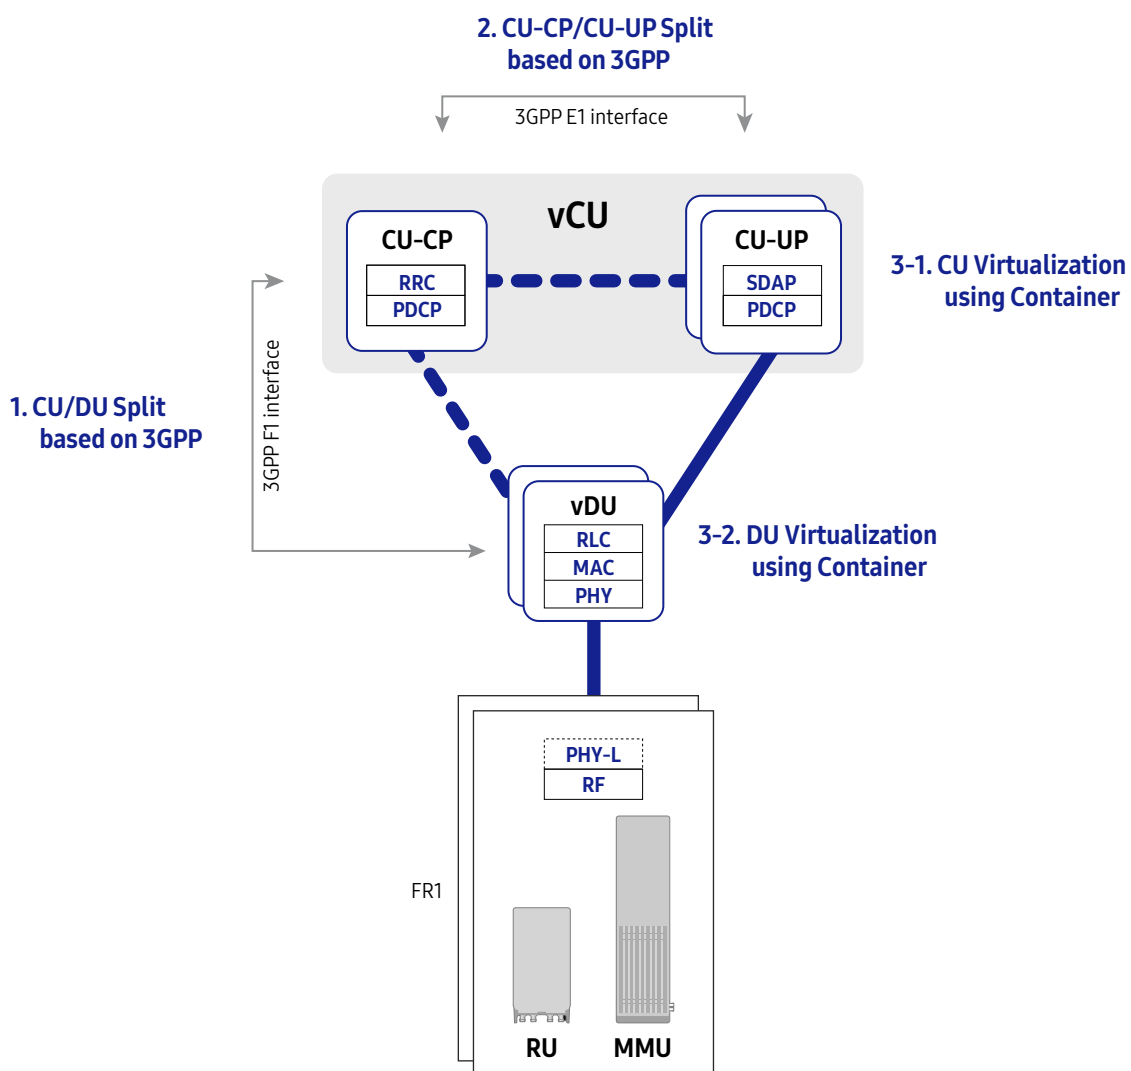 2. CU-CP/CU-UP Split
based on 3GPP
3GPP E1 interface
vCU
CU-CP
RRC
PDCP
CU-UP
SDAP
PDCP
3-1. CU Virtualization
using Container
1. CU/DU Split
based on 3GPP
3GPP F1 interface
vDU
RLC
MAC
PHY
3-2. DU Virtualization
using Container
PHY-L
RF
FR1
RU
MMU